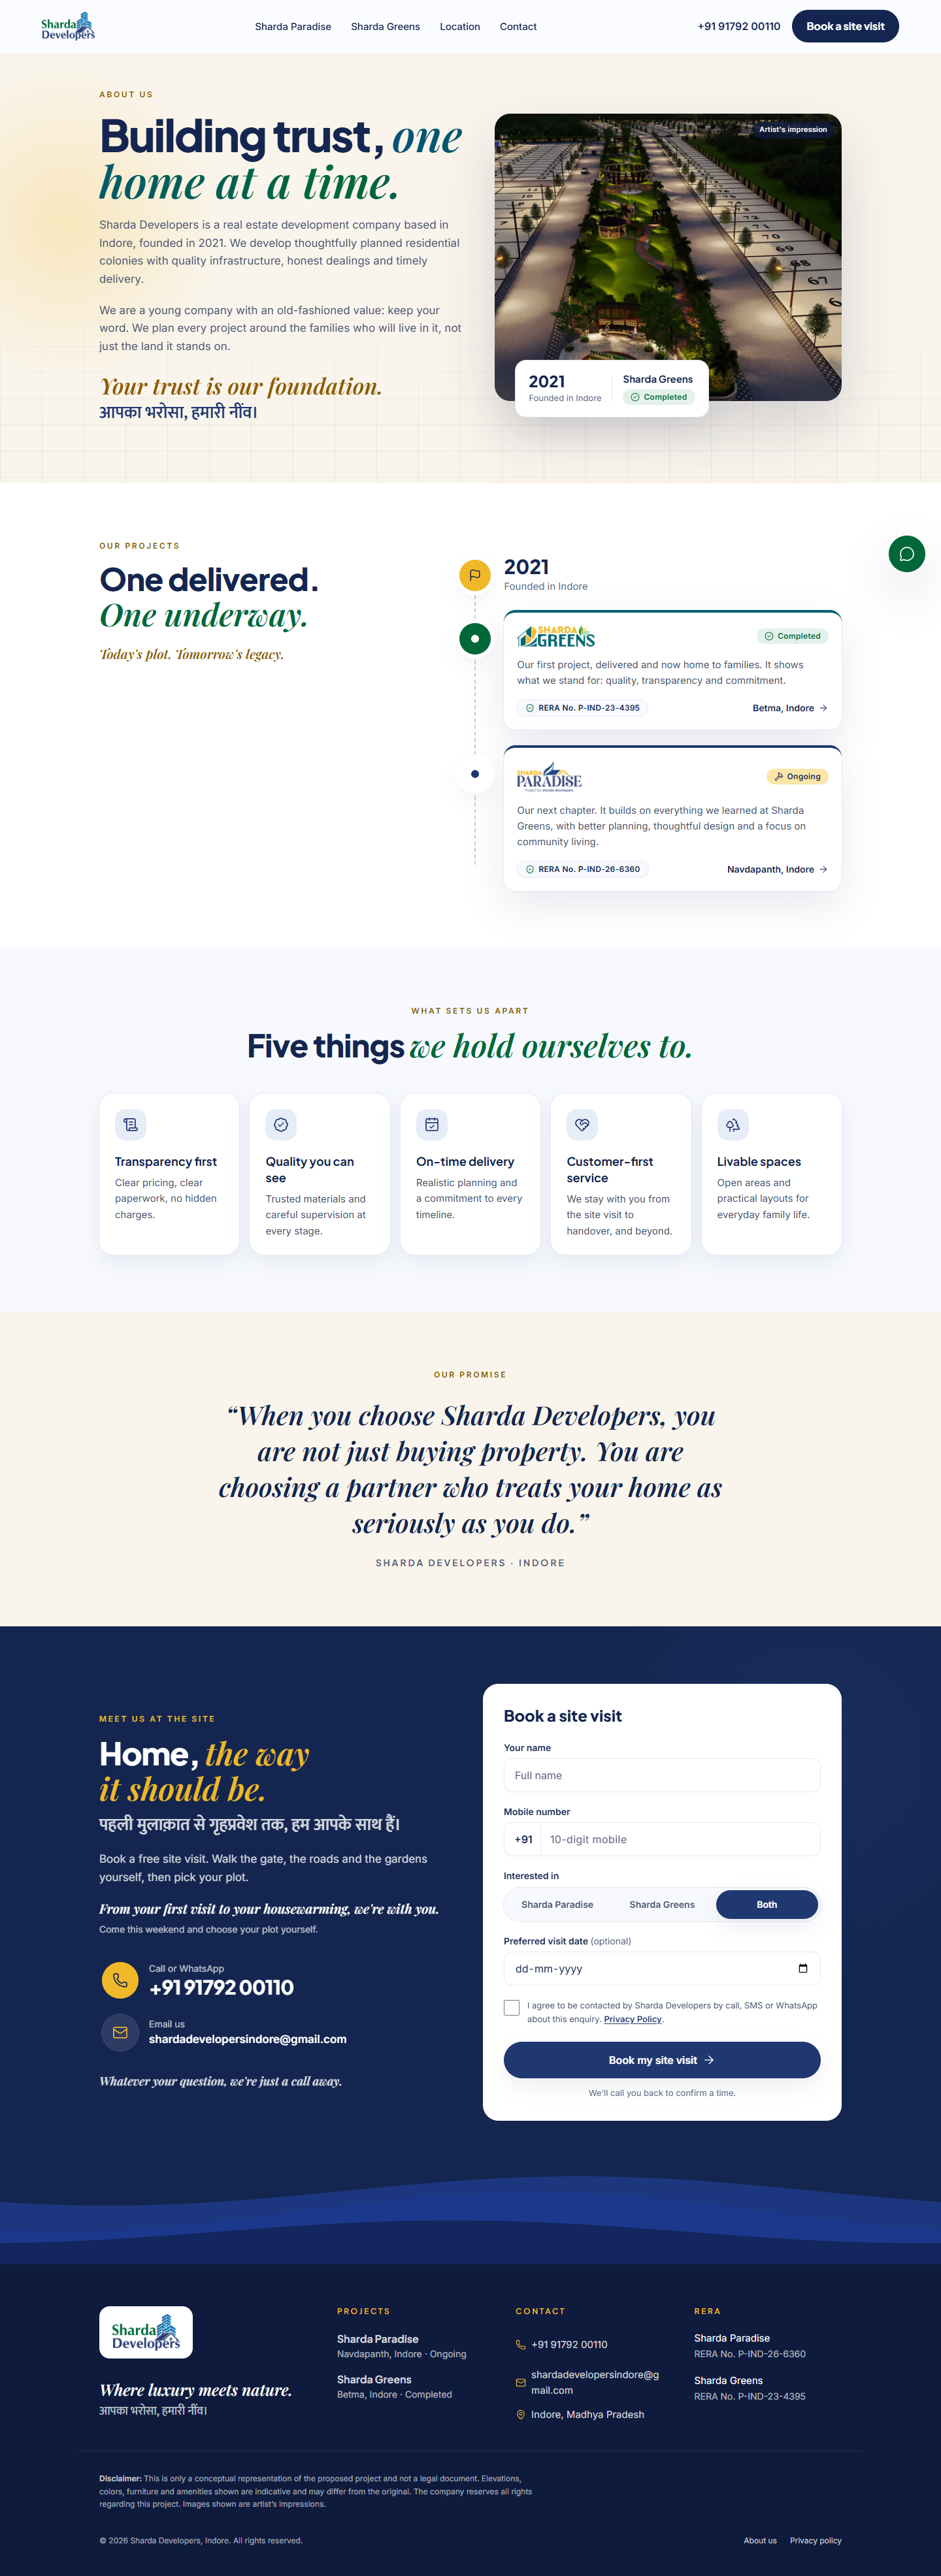 Sharda Developers
Sharda Paradise
Sharda Greens
Location
Contact
+91 91792 00110
Book a site visit
ABOUT US
Building trust, one
home at a time.
Sharda Developers is a real estate development company based in
Indore, founded in 2021. We develop thoughtfully planned residential
colonies with quality infrastructure, honest dealings and timely
delivery.
We are a young company with an old-fashioned value: keep your
word. We plan every project around the families who will live in it, not
just the land it stands on.
Your trust is our foundation.
आपका भरोसा, हमारी नींव।
Artist's impression
2021
Founded in Indore
Sharda Greens
Completed
OUR PROJECTS
One delivered.
One underway.
Today's plot. Tomorrow's legacy.
2021
Founded in Indore
SHARDA
GREENS
Completed
Our first project, delivered and now home to families. It shows
what we stand for: quality, transparency and commitment.
RERA No. P-IND-23-4395
Betma, Indore →
SHARDA
PARADISE
Project by sharda developers
Ongoing
Our next chapter. It builds on everything we learned at Sharda
Greens, with better planning, thoughtful design and a focus on
community living.
RERA No. P-IND-26-6360
Navdapanth, Indore →
WHAT SETS US APART
Five things we hold ourselves to.
Transparency first
Clear pricing, clear
paperwork, no hidden
charges.
Quality you can
see
Trusted materials and
careful supervision at
every stage.
On-time delivery
Realistic planning and
a commitment to every
timeline.
Customer-first
service
We stay with you from
the site visit to
handover, and beyond.
Livable spaces
Open areas and
practical layouts for
everyday family life.
OUR PROMISE
“When you choose Sharda Developers, you
are not just buying property. You are
choosing a partner who treats your home as
seriously as you do.”
SHARDA DEVELOPERS · INDORE
MEET US AT THE SITE
Home, the way
it should be.
पहली मुलाक़ात से गृहप्रवेश तक, हम आपके साथ हैं।
Book a free site visit. Walk the gate, the roads and the gardens
yourself, then pick your plot.
From your first visit to your housewarming, we're with you.
Come this weekend and choose your plot yourself.
Call or WhatsApp
+91 91792 00110
Email us
shardadevelopersindore@gmail.com
Whatever your question, we're just a call away.
Book a site visit
Your name
Full name
Mobile number
+91
10-digit mobile
Interested in
Sharda Paradise
Sharda Greens
Both
Preferred visit date (optional)
dd-mm-yyyy
I agree to be contacted by Sharda Developers by call, SMS or WhatsApp
about this enquiry. Privacy Policy.
Book my site visit →
We'll call you back to confirm a time.
Sharda Developers
Where luxury meets nature.
आपका भरोसा, हमारी नींव।
PROJECTS
Sharda Paradise
Navdapanth, Indore · Ongoing
Sharda Greens
Betma, Indore · Completed
CONTACT
+91 91792 00110
shardadevelopersindore@g
mail.com
Indore, Madhya Pradesh
RERA
Sharda Paradise
RERA No. P-IND-26-6360
Sharda Greens
RERA No. P-IND-23-4395
Disclaimer: This is only a conceptual representation of the proposed project and not a legal document. Elevations,
colors, furniture and amenities shown are indicative and may differ from the original. The company reserves all rights
regarding this project. Images shown are artist's impressions.
© 2026 Sharda Developers, Indore. All rights reserved.
About us
Privacy policy